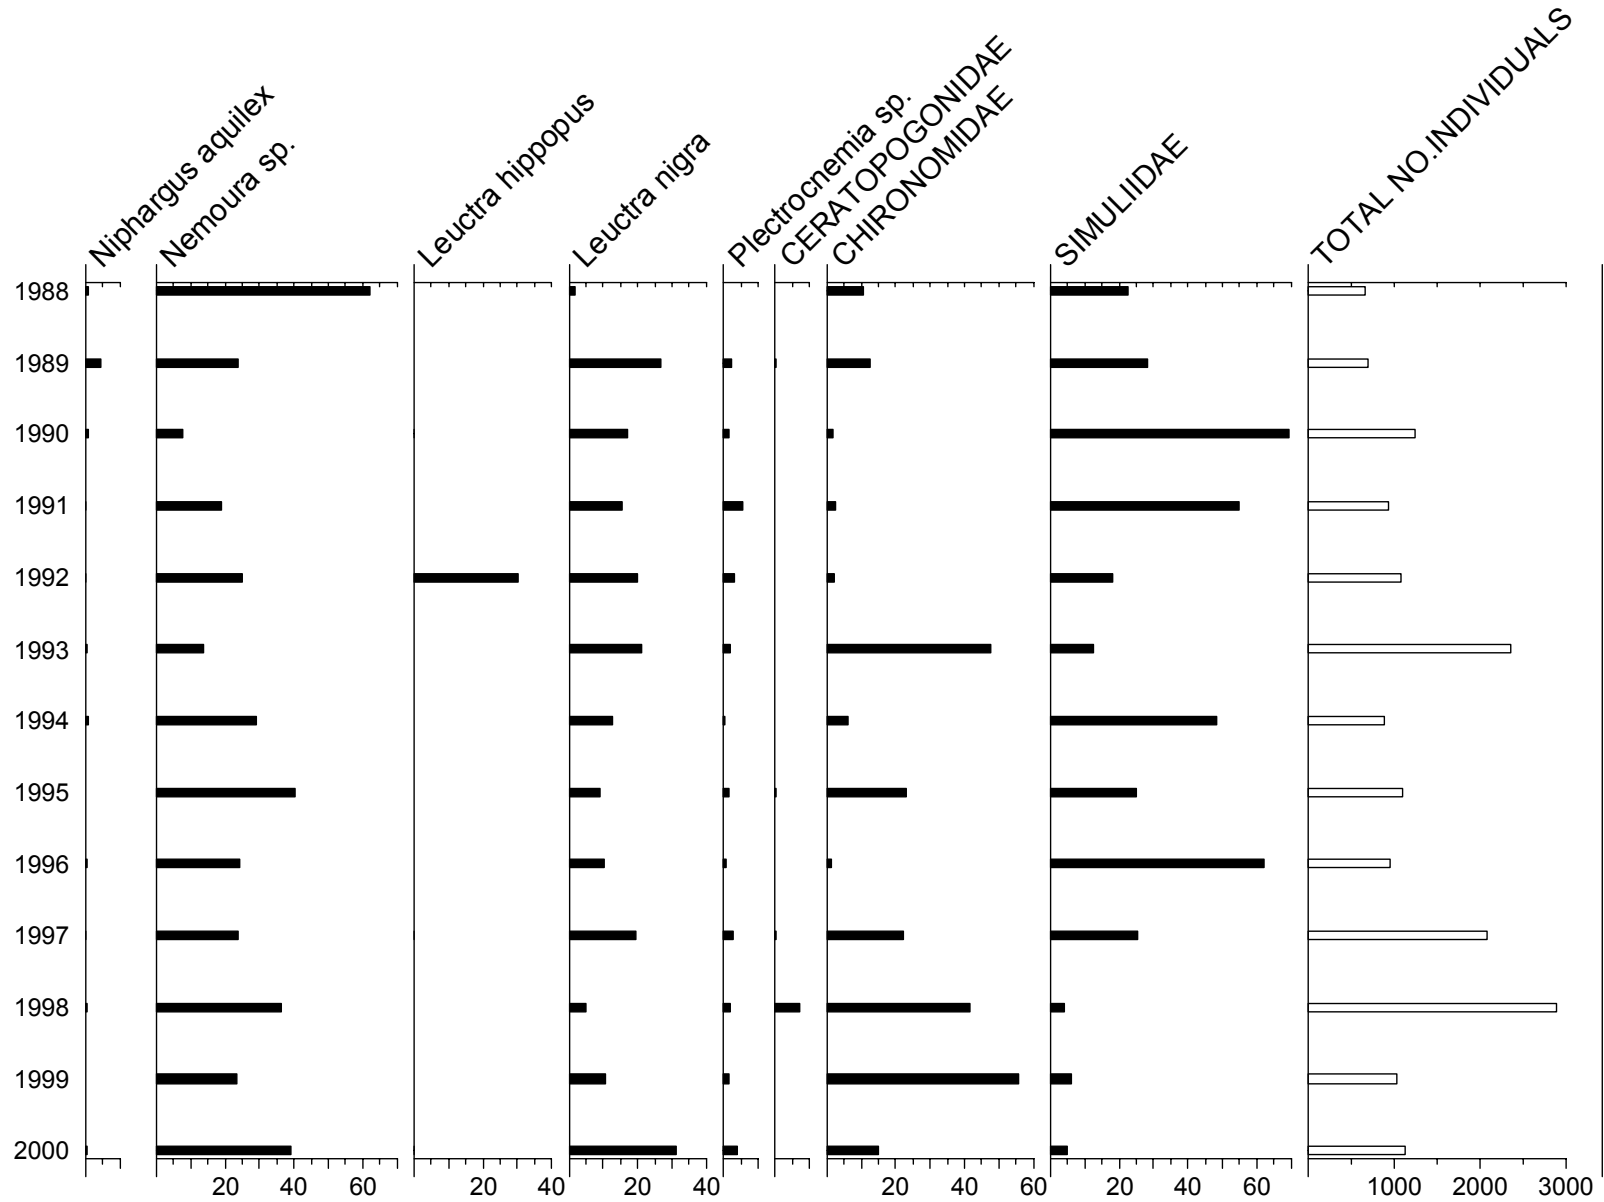 Niphargus aquilex
Nemoura sp.
Leuctra hippopus
Leuctra nigra
Plectrocnemia sp.
CERATOPOGONIDAE
CHIRONOMIDAE
SIMULIIDAE
TOTAL NO.INDIVIDUALS
1988
1989
1990
1991
1992
1993
1994
1995
1996
1997
1998
1999
2000
20 40 60 20 40 20 40 20 40 60 20 40 60 1000 2000 3000